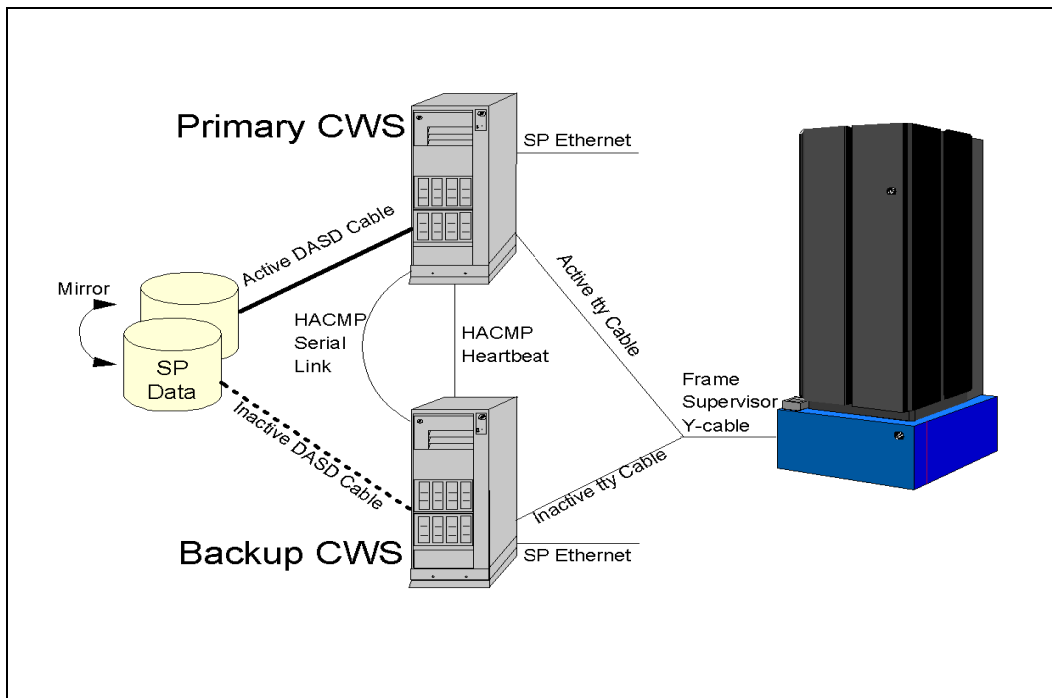 Primary CWS
SP Ethernet
Active DASD Cable
Mirror
HACMP
Serial
Link
HACMP
Heartbeat
Active tty Cable
SP
Data
Frame
Supervisor
Y-cable
Inactive DASD Cable
Inactive tty Cable
Backup CWS
SP Ethernet